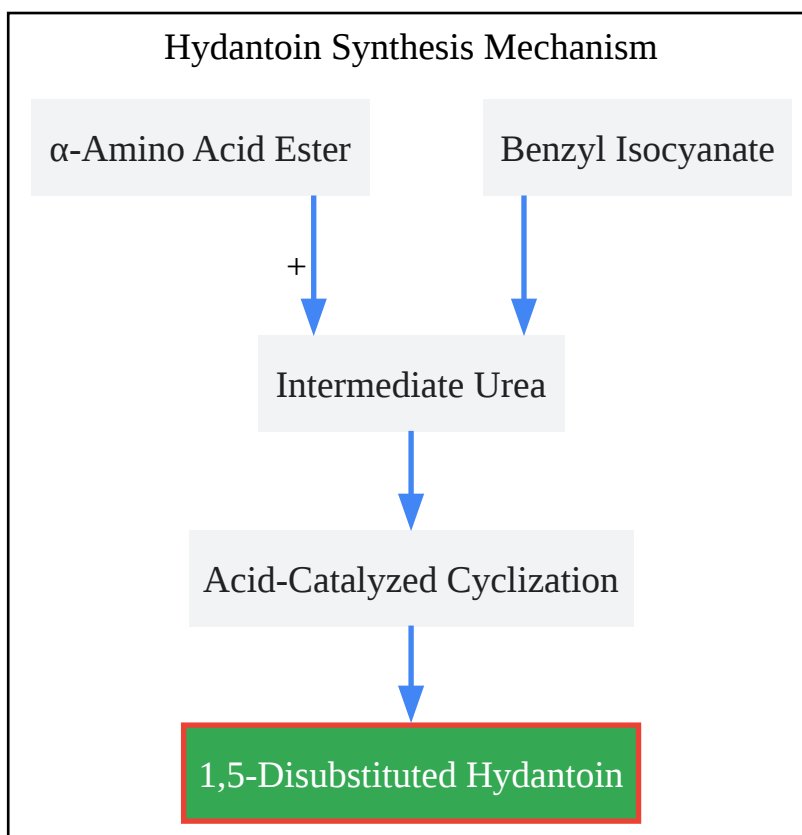 Hydantoin Synthesis Mechanism
α-Amino Acid Ester
Benzyl Isocyanate
+
Intermediate Urea
Acid-Catalyzed Cyclization
1,5-Disubstituted Hydantoin